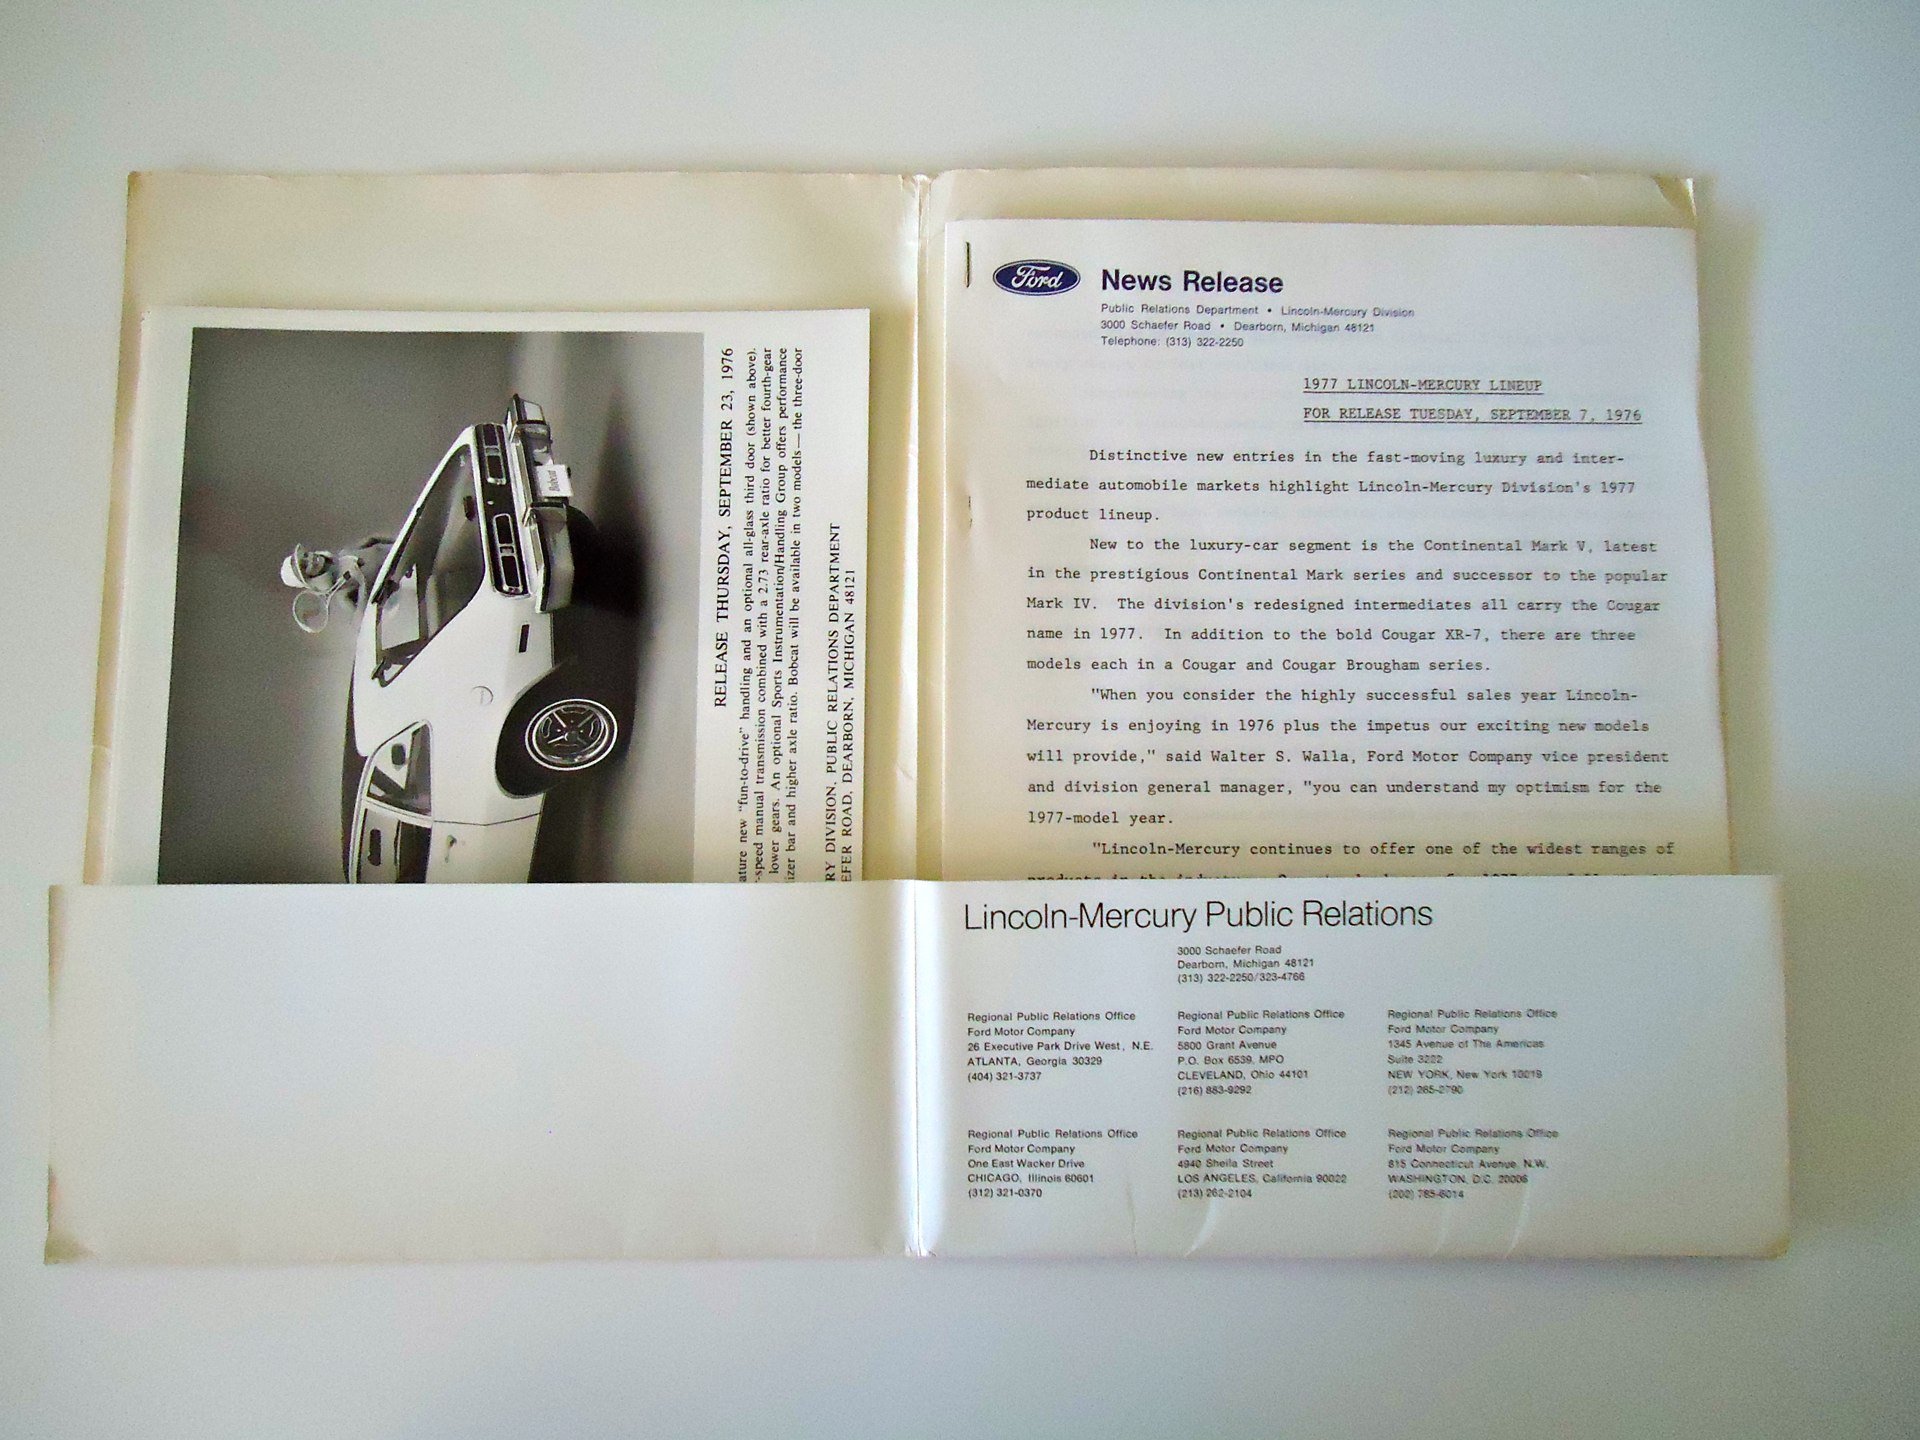 Bobcat
RELEASE THURSDAY, SEPTEMBER 23, 1976
ature new "fun-to-drive" handling and an optional all-glass third door (shown above).
-speed manual transmission combined with a 2.73 rear-axle ratio for better fourth-gear
lower gears. An optional Sports Instrumentation/Handling Group offers performance
izer bar and higher axle ratio. Bobcat will be available in two models — the three-door
RY DIVISION, PUBLIC RELATIONS DEPARTMENT
EFER ROAD, DEARBORN, MICHIGAN 48121
Ford
News Release
Public Relations Department • Lincoln-Mercury Division
3000 Schaefer Road • Dearborn, Michigan 48121
Telephone: (313) 322-2250
1977 LINCOLN-MERCURY LINEUP
FOR RELEASE TUESDAY, SEPTEMBER 7, 1976
Distinctive new entries in the fast-moving luxury and inter-
mediate automobile markets highlight Lincoln-Mercury Division's 1977
product lineup.
New to the luxury-car segment is the Continental Mark V, latest
in the prestigious Continental Mark series and successor to the popular
Mark IV. The division's redesigned intermediates all carry the Cougar
name in 1977. In addition to the bold Cougar XR-7, there are three
models each in a Cougar and Cougar Brougham series.
"When you consider the highly successful sales year Lincoln-
Mercury is enjoying in 1976 plus the impetus our exciting new models
will provide," said Walter S. Walla, Ford Motor Company vice president
and division general manager, "you can understand my optimism for the
1977-model year.
"Lincoln-Mercury continues to offer one of the widest ranges of
products in the
Lincoln-Mercury Public Relations
3000 Schaefer Road
Dearborn, Michigan 48121
(313) 322-2250/323-4766
Regional Public Relations Office
Ford Motor Company
26 Executive Park Drive West, N.E.
ATLANTA, Georgia 30329
(404) 321-3737
Regional Public Relations Office
Ford Motor Company
5800 Grant Avenue
P.O. Box 6539, MPO
CLEVELAND, Ohio 44101
(216) 883-9292
Regional Public Relations Office
Ford Motor Company
1345 Avenue of The Americas
Suite 3222
NEW YORK, New York 10019
(212) 265-2790
Regional Public Relations Office
Ford Motor Company
One East Wacker Drive
CHICAGO, Illinois 60601
(312) 321-0370
Regional Public Relations Office
Ford Motor Company
4940 Sheila Street
LOS ANGELES, California 90022
(213) 262-2104
Regional Public Relations Office
Ford Motor Company
815 Connecticut Avenue, N.W.
WASHINGTON, D.C. 20006
(202) 785-6014